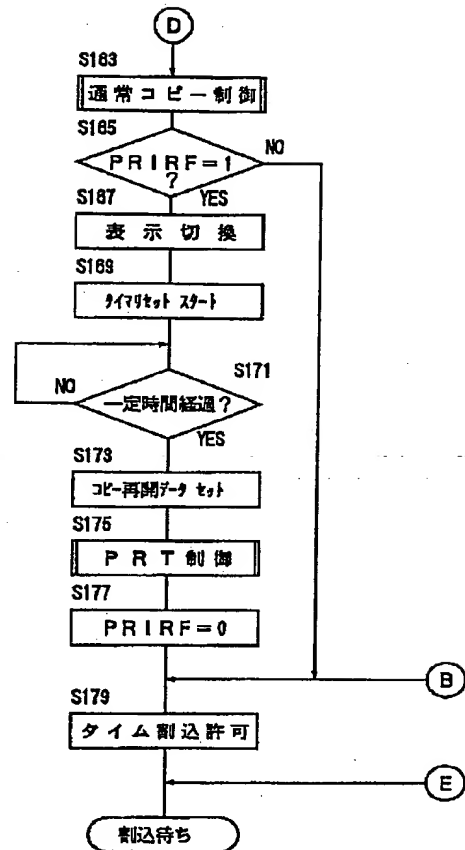 D
S163
通常コピー制御
S165
PRIRF=1
?
NO
YES
S167
表示切換
S169
タイマリセット スタート
S171
一定時間経過?
NO
YES
S173
コピー再開データ セット
S175
PRT制御
S177
PRIRF=0
B
S179
タイム割込許可
E
割込待ち